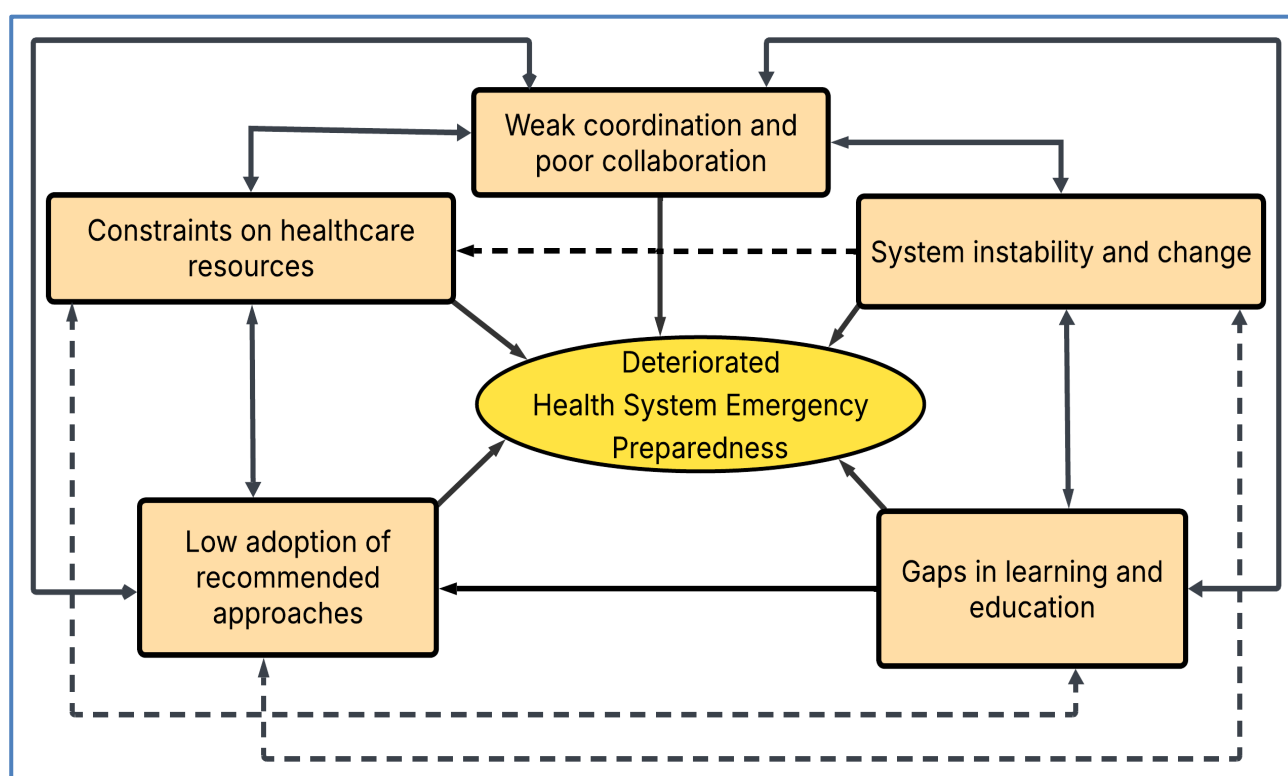 Weak coordination and
poor collaboration
Constraints on healthcare
resources
System instability and change
Deteriorated
Health System Emergency
Preparedness
Low adoption of
recommended
approaches
Gaps in learning and
education